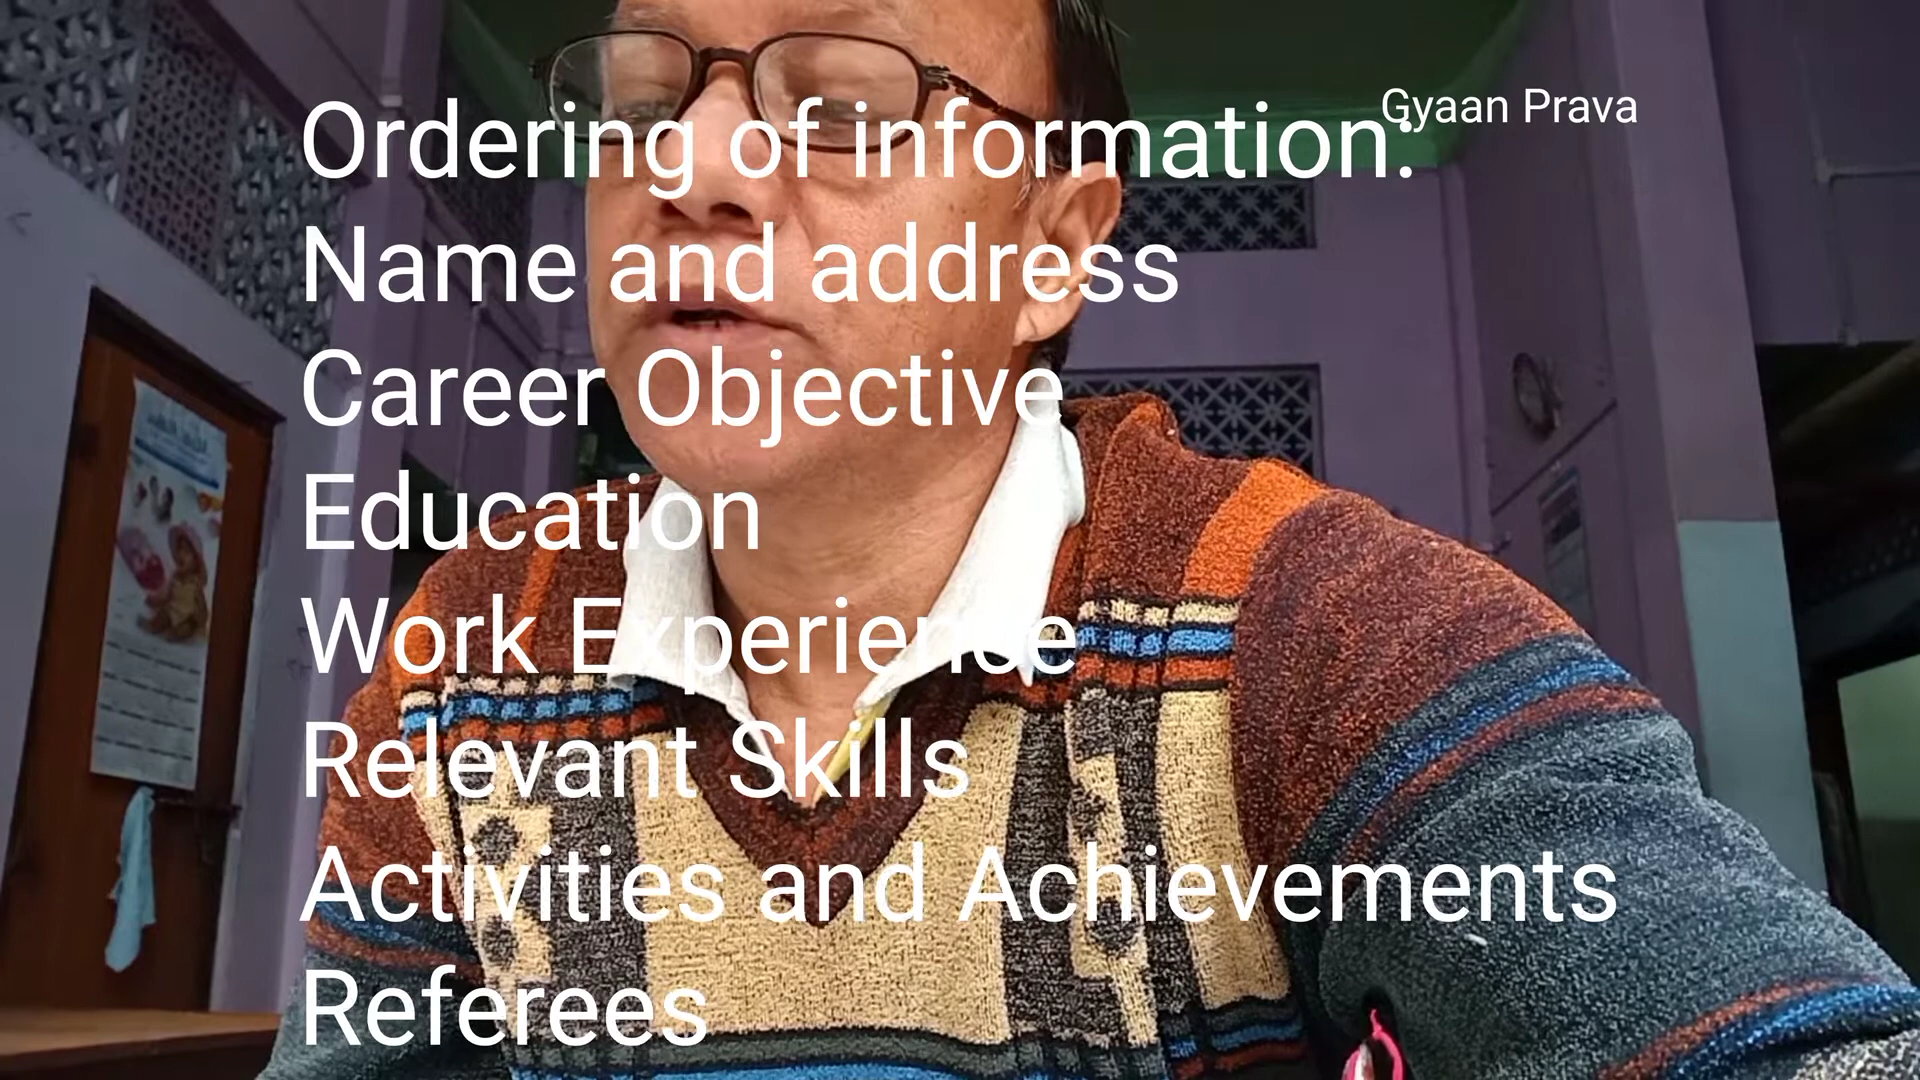 Gyaan Prava
Ordering of information:
Name and address
Career Objective
Education
Work Experience
Relevant Skills
Activities and Achievements
Referees